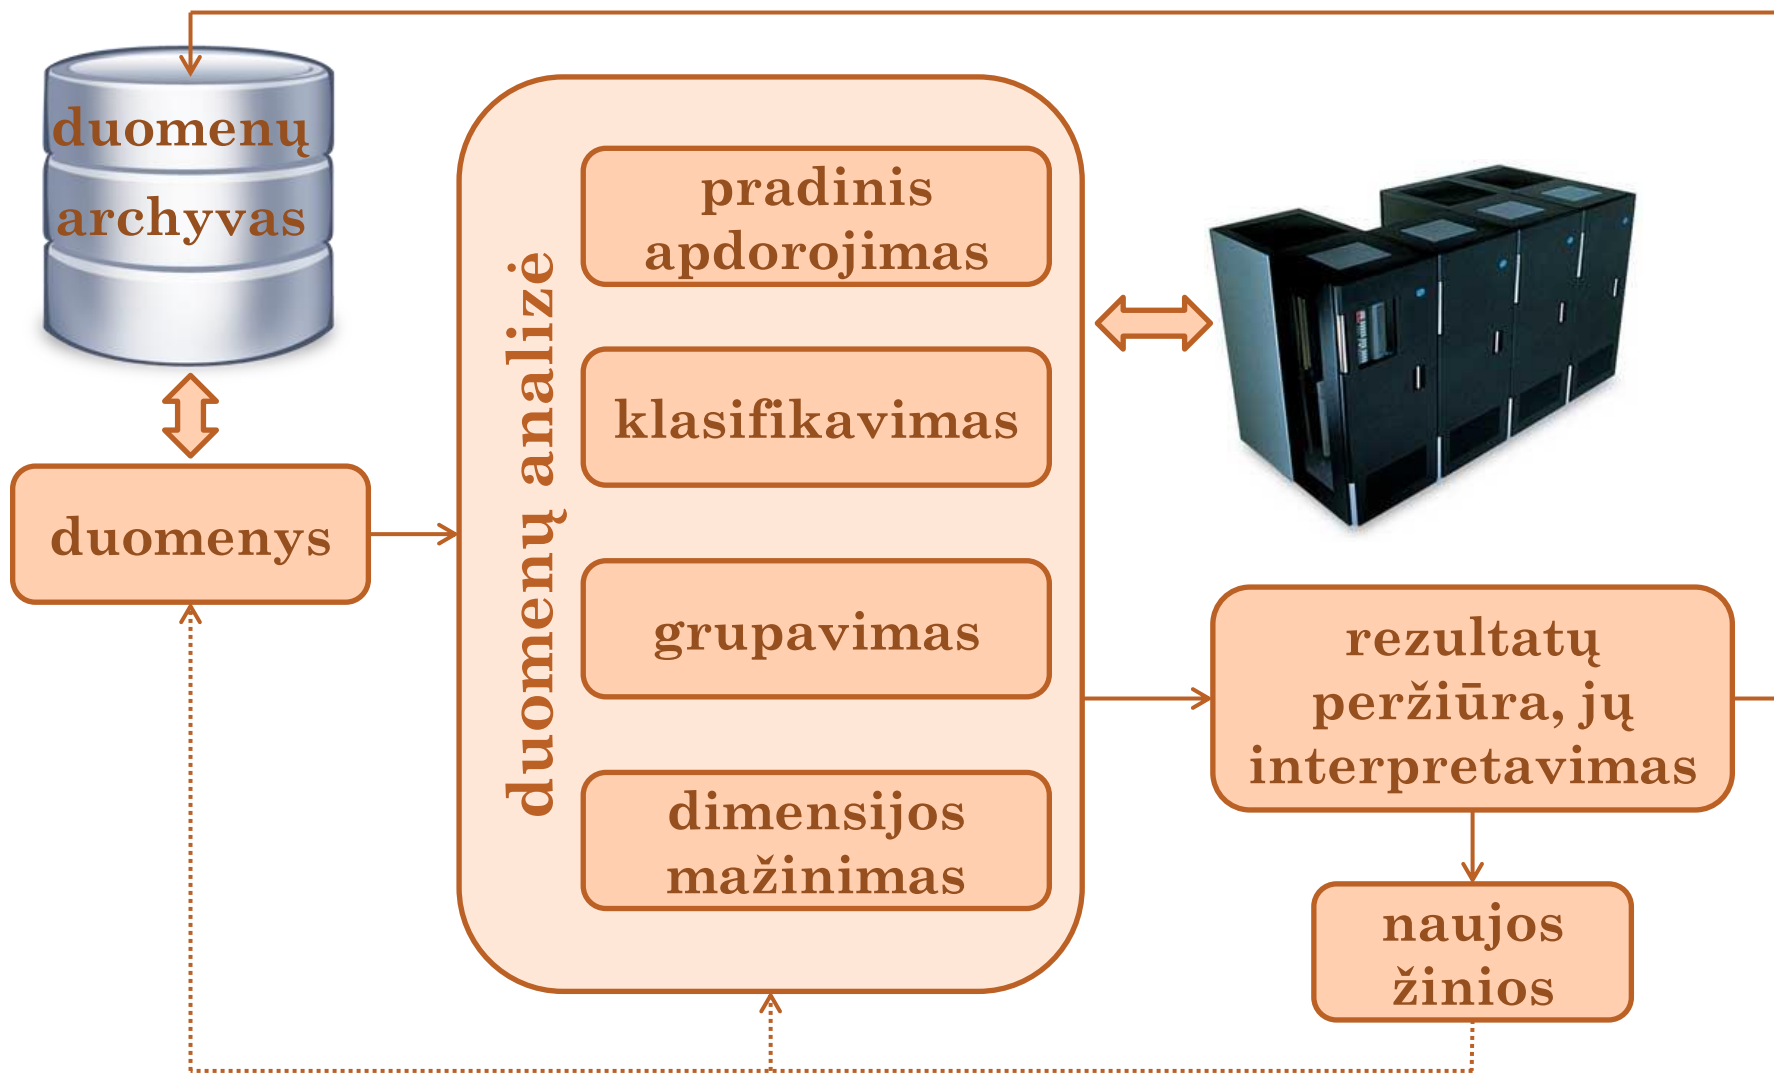 duomenų
archyvas
duomenys
duomenų analizė
pradinis
apdorojimas
klasifikavimas
grupavimas
dimensijos
mažinimas
rezultatų
peržiūra, jų
interpretavimas
naujos
žinios